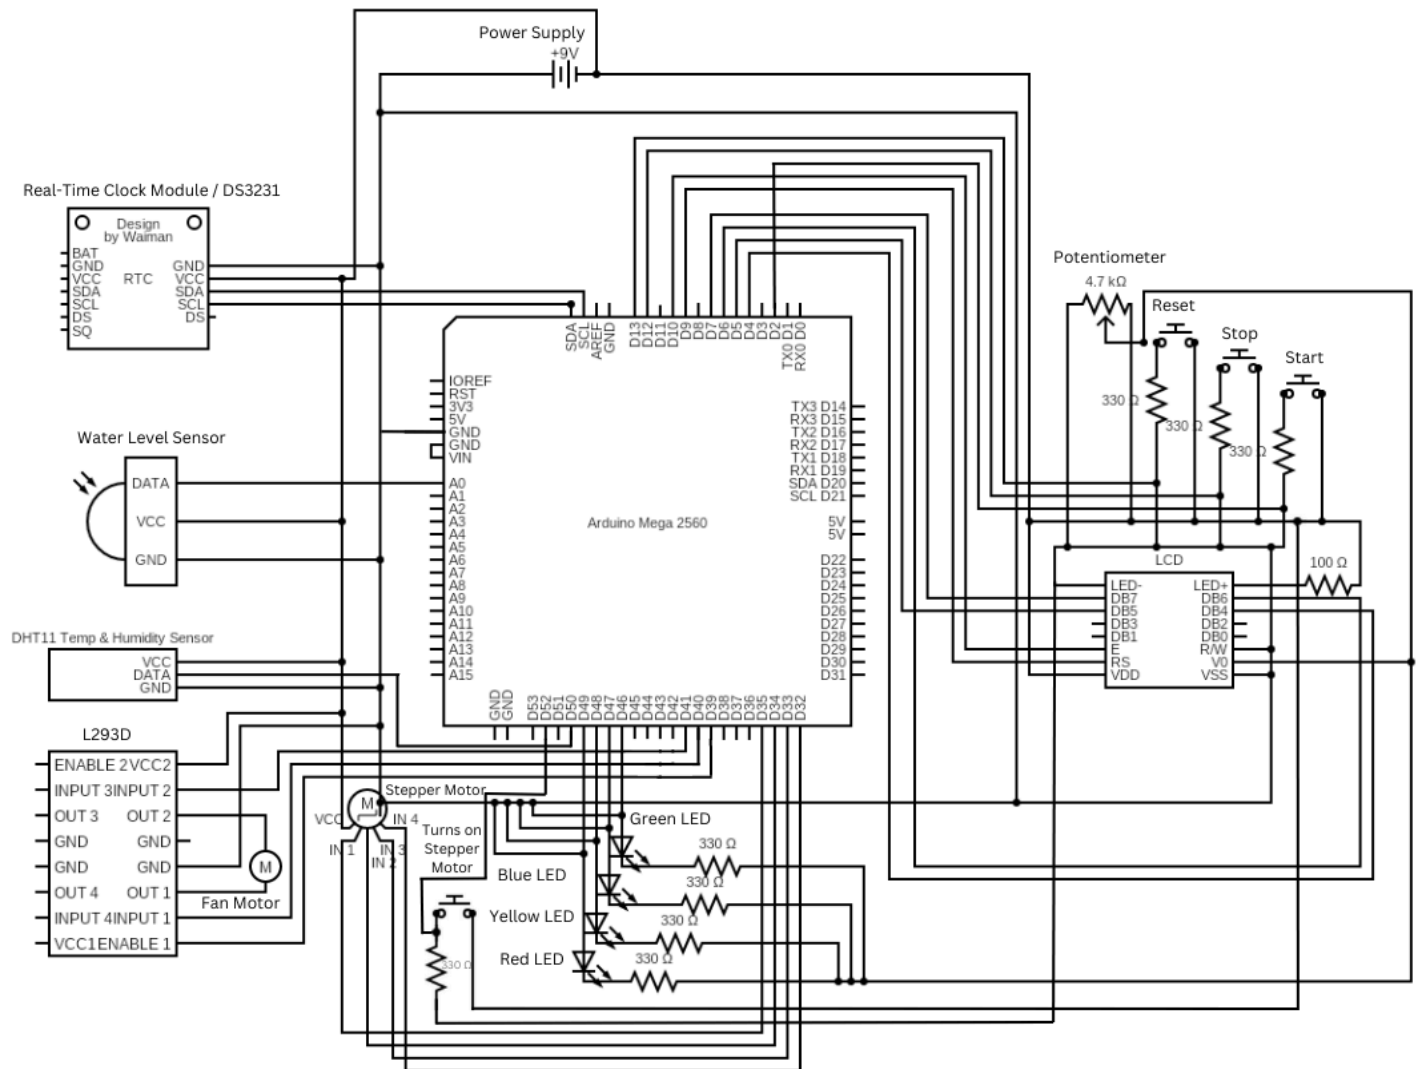 Power Supply
+9V
Real-Time Clock Module / DS3231
Design
by Waiman
RTC
BAT
GND
VCC
SDA
SCL
DS
SQ
GND
VCC
SDA
SCL
DS
Water Level Sensor
DATA
VCC
GND
DHT11 Temp & Humidity Sensor
VCC
DATA
GND
L293D
ENABLE 2 VCC2
INPUT 3 INPUT 2
OUT 3 OUT 2
GND GND
GND GND
OUT 4 OUT 1
INPUT 4 INPUT 1
VCC1 ENABLE 1
M
Fan Motor
Stepper Motor
M
VCC
IN 1
IN 2
IN 3
IN 4
Turns on
Stepper
Motor
330 Ω
Arduino Mega 2560
SDA
SCL
AREF
GND
D13
D12
D11
D10
D9
D8
D7
D6
D5
D4
D3
D2
TX0 D1
RX0 D0
IOREF
RST
3V3
5V
GND
GND
VIN
A0
A1
A2
A3
A4
A5
A6
A7
A8
A9
A10
A11
A12
A13
A14
A15
TX3 D14
RX3 D15
TX2 D16
RX2 D17
TX1 D18
RX1 D19
SDA D20
SCL D21
5V
5V
D22
D23
D24
D25
D26
D27
D28
D29
D30
D31
GND
GND
D53
D52
D51
D50
D49
D48
D47
D46
D45
D44
D43
D42
D41
D40
D39
D38
D37
D36
D35
D34
D33
D32
Green LED
330 Ω
Blue LED
330 Ω
Yellow LED
330 Ω
Red LED
330 Ω
Potentiometer
4.7 kΩ
Reset
Stop
Start
330 Ω
330 Ω
330 Ω
LCD
100 Ω
LED- LED+
DB7 DB6
DB5 DB4
DB3 DB2
DB1 DB0
E R/W
RS V0
VDD VSS